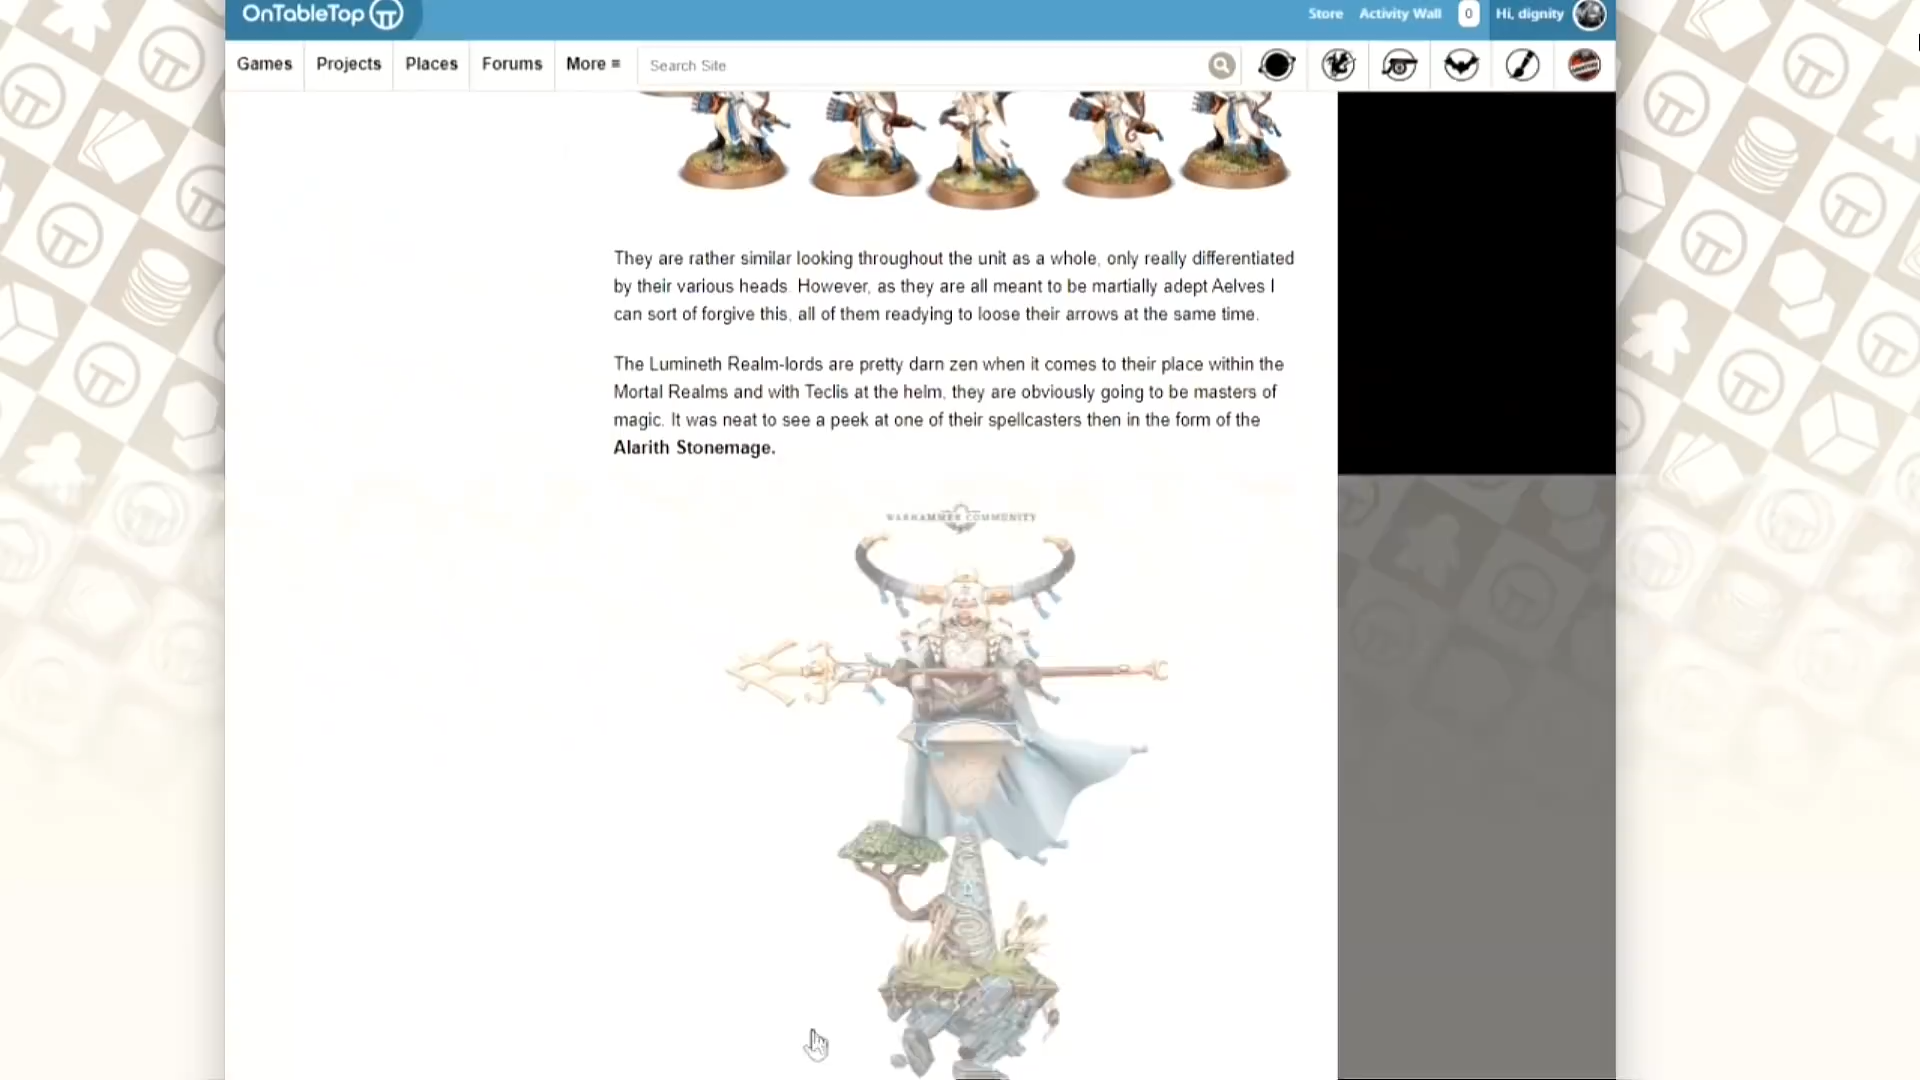 OnTableTop
Store Activity Wall 0 Hi, dignity
Games Projects Places Forums More ≡ Search Site
They are rather similar looking throughout the unit as a whole, only really differentiated
by their various heads. However, as they are all meant to be martially adept Aelves I
can sort of forgive this, all of them readying to loose their arrows at the same time.
The Lumineth Realm-lords are pretty darn zen when it comes to their place within the
Mortal Realms and with Teclis at the helm, they are obviously going to be masters of
magic. It was neat to see a peek at one of their spellcasters then in the form of the
Alarith Stonemage.
WARHAMMER COMMUNITY